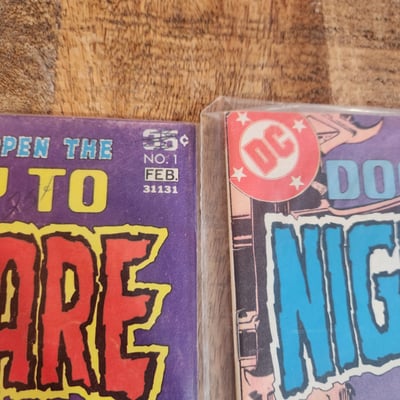 PEN THE
35¢
NO. 1
FEB.
31131
Y TO
ARE
DC
DO
NIG